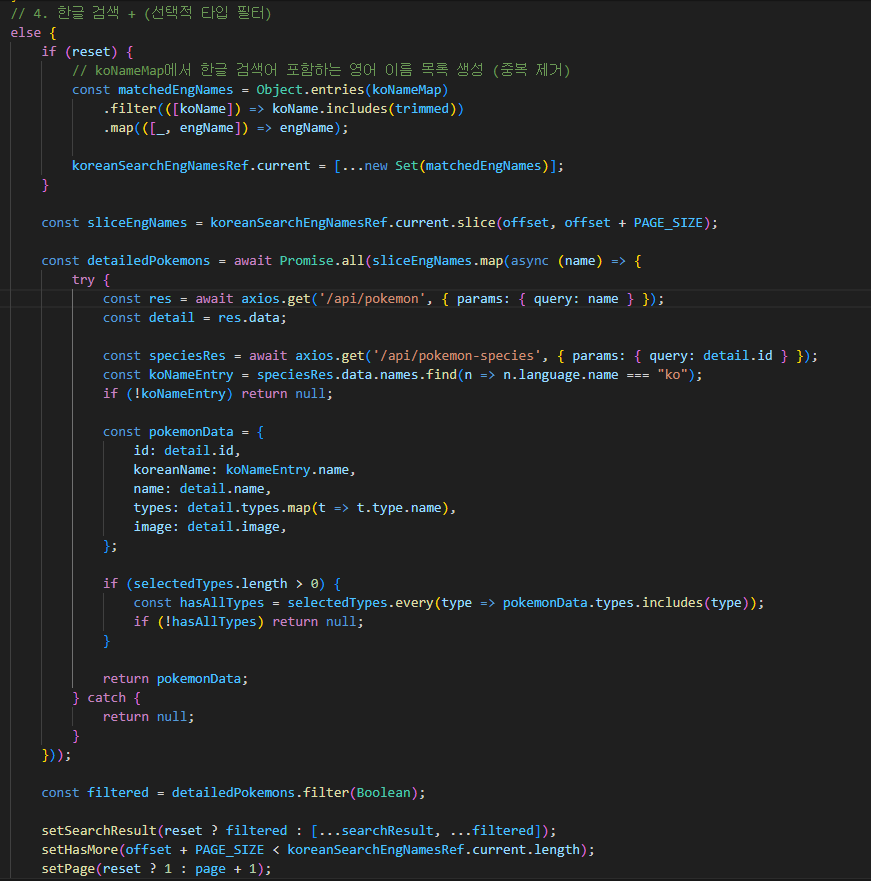 // 4. 한글 검색 + (선택적 타입 필터)
else {
    if (reset) {
        // koNameMap에서 한글 검색어 포함하는 영어 이름 목록 생성 (중복 제거)
        const matchedEngNames = Object.entries(koNameMap)
            .filter(([koName]) => koName.includes(trimmed))
            .map(([_, engName]) => engName);

        koreanSearchEngNamesRef.current = [...new Set(matchedEngNames)];
    }

    const sliceEngNames = koreanSearchEngNamesRef.current.slice(offset, offset + PAGE_SIZE);

    const detailedPokemons = await Promise.all(sliceEngNames.map(async (name) => {
        try {
            const res = await axios.get('/api/pokemon', { params: { query: name } });
            const detail = res.data;

            const speciesRes = await axios.get('/api/pokemon-species', { params: { query: detail.id } });
            const koNameEntry = speciesRes.data.names.find(n => n.language.name === "ko");
            if (!koNameEntry) return null;

            const pokemonData = {
                id: detail.id,
                koreanName: koNameEntry.name,
                name: detail.name,
                types: detail.types.map(t => t.type.name),
                image: detail.image,
            };

            if (selectedTypes.length > 0) {
                const hasAllTypes = selectedTypes.every(type => pokemonData.types.includes(type));
                if (!hasAllTypes) return null;
            }

            return pokemonData;
        } catch {
            return null;
        }
    }));

    const filtered = detailedPokemons.filter(Boolean);

    setSearchResult(reset ? filtered : [...searchResult, ...filtered]);
    setHasMore(offset + PAGE_SIZE < koreanSearchEngNamesRef.current.length);
    setPage(reset ? 1 : page + 1);